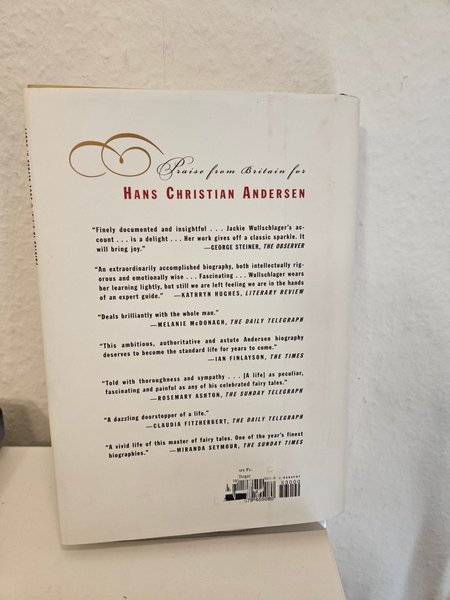 Praise from Britain for
HANS CHRISTIAN ANDERSEN
“Finely documented and insightful . . . Jackie Wullschlager’s ac-
count . . . is a delight . . . Her work gives off a classic sparkle. It
will bring joy.” —GEORGE STEINER, THE OBSERVER
“An extraordinarily accomplished biography, both intellectually rig-
orous and emotionally wise . . . Fascinating . . . Wullschlager wears
her learning lightly, but still we are left feeling we are in the hands
of an expert guide.” —KATHRYN HUGHES, LITERARY REVIEW
“Deals brilliantly with the whole man.”
—MELANIE McDONAGH, THE DAILY TELEGRAPH
“This ambitious, authoritative and astute Andersen biography
deserves to become the standard life for years to come.”
—IAN FINLAYSON, THE TIMES
“Told with thoroughness and sympathy . . . [A life] as peculiar,
fascinating and painful as any of his celebrated fairy tales.”
—ROSEMARY ASHTON, THE SUNDAY TELEGRAPH
“A dazzling doorstopper of a life.”
—CLAUDIA FITZHERBERT, THE DAILY TELEGRAPH
“A vivid life of this master of fairy tales. One of the year’s finest
biographies.” —MIRANDA SEYMOUR, THE SUNDAY TIMES
53000